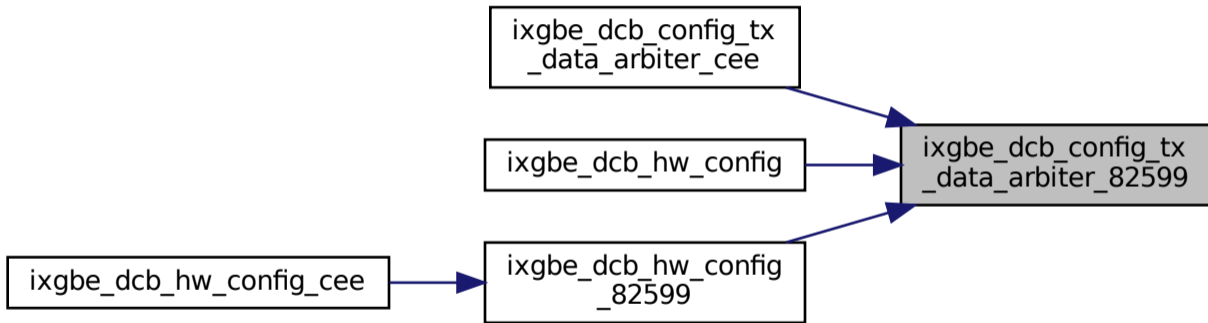 ixgbe_dcb_config_tx
_data_arbiter_cee
ixgbe_dcb_hw_config
ixgbe_dcb_config_tx
_data_arbiter_82599
ixgbe_dcb_hw_config_cee
ixgbe_dcb_hw_config
_82599